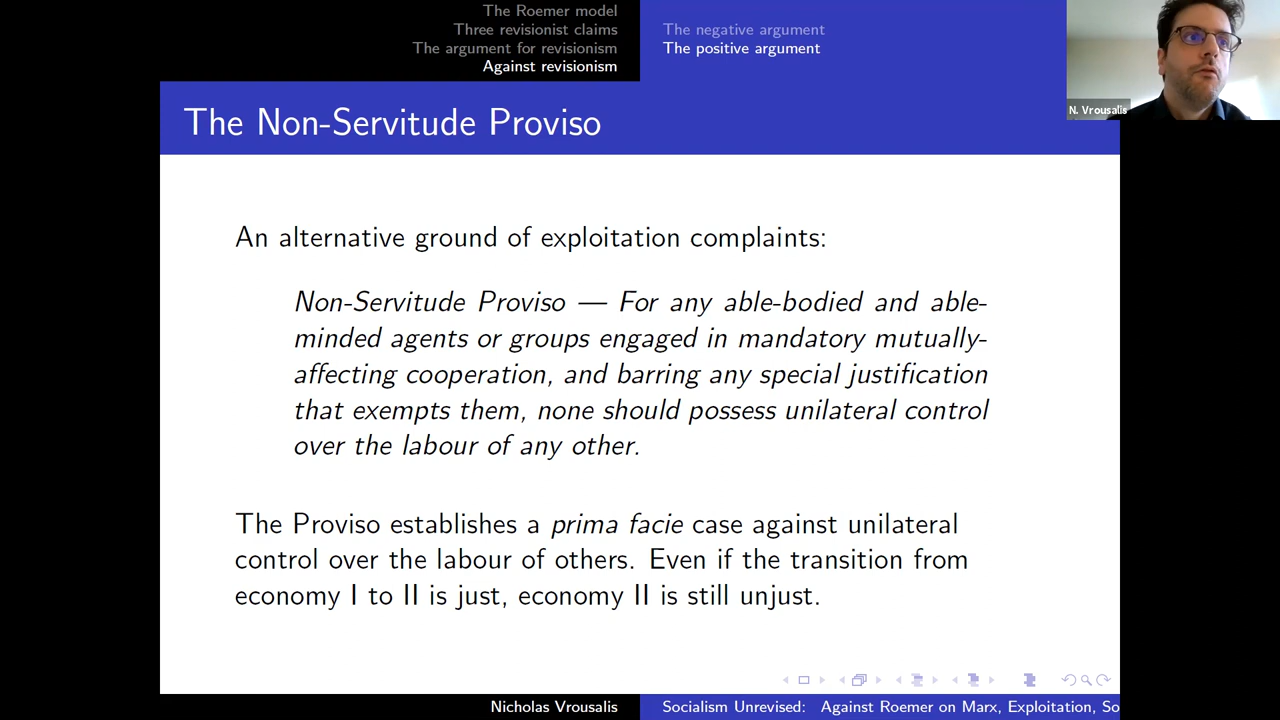 The Roemer model
Three revisionist claims
The argument for revisionism
Against revisionism
The negative argument
The positive argument
N. Vrousalis
The Non-Servitude Proviso
An alternative ground of exploitation complaints:
Non-Servitude Proviso — For any able-bodied and able-
minded agents or groups engaged in mandatory mutually-
affecting cooperation, and barring any special justification
that exempts them, none should possess unilateral control
over the labour of any other.
The Proviso establishes a prima facie case against unilateral
control over the labour of others. Even if the transition from
economy I to II is just, economy II is still unjust.
Nicholas Vrousalis
Socialism Unrevised: Against Roemer on Marx, Exploitation, So